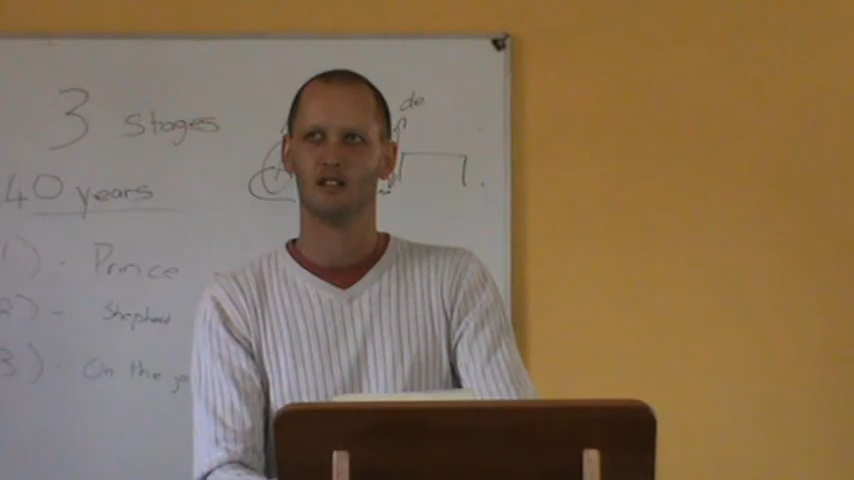 3 stages
40 years
1) - Prince
2) - Shepherd
3) - On the